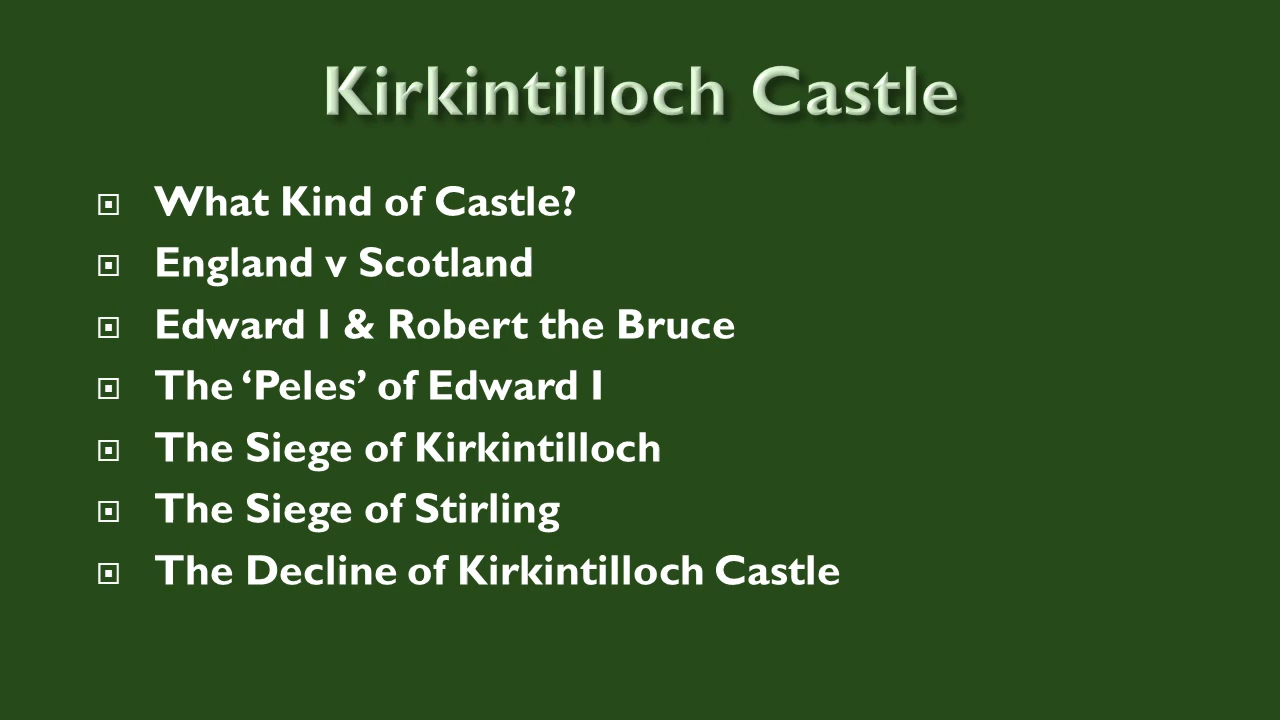 Kirkintilloch Castle
What Kind of Castle?
England v Scotland
Edward I & Robert the Bruce
The ‘Peles’ of Edward I
The Siege of Kirkintilloch
The Siege of Stirling
The Decline of Kirkintilloch Castle